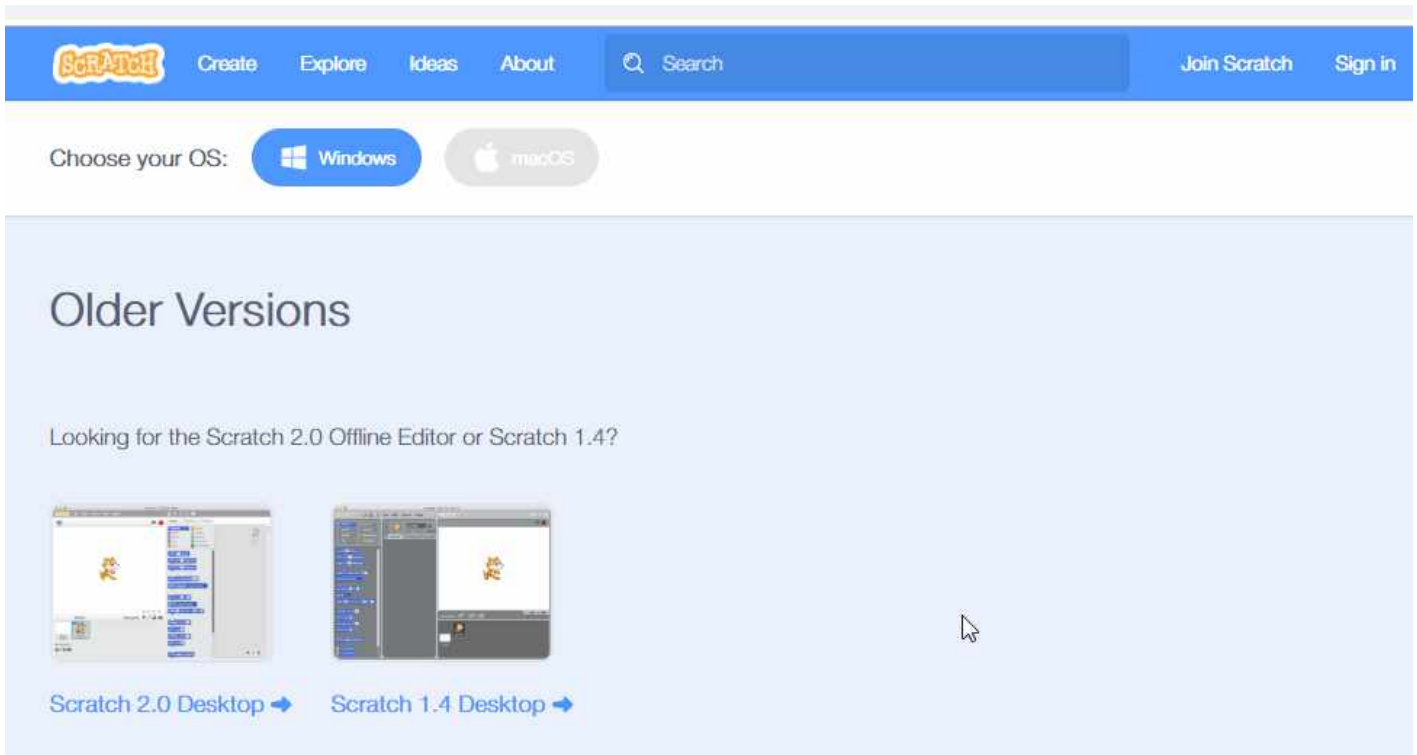 SCRATCH Create Explore Ideas About Search Join Scratch Sign in
Choose your OS: Windows macOS
Older Versions
Looking for the Scratch 2.0 Offline Editor or Scratch 1.4?
Scratch 2.0 Desktop Scratch 1.4 Desktop